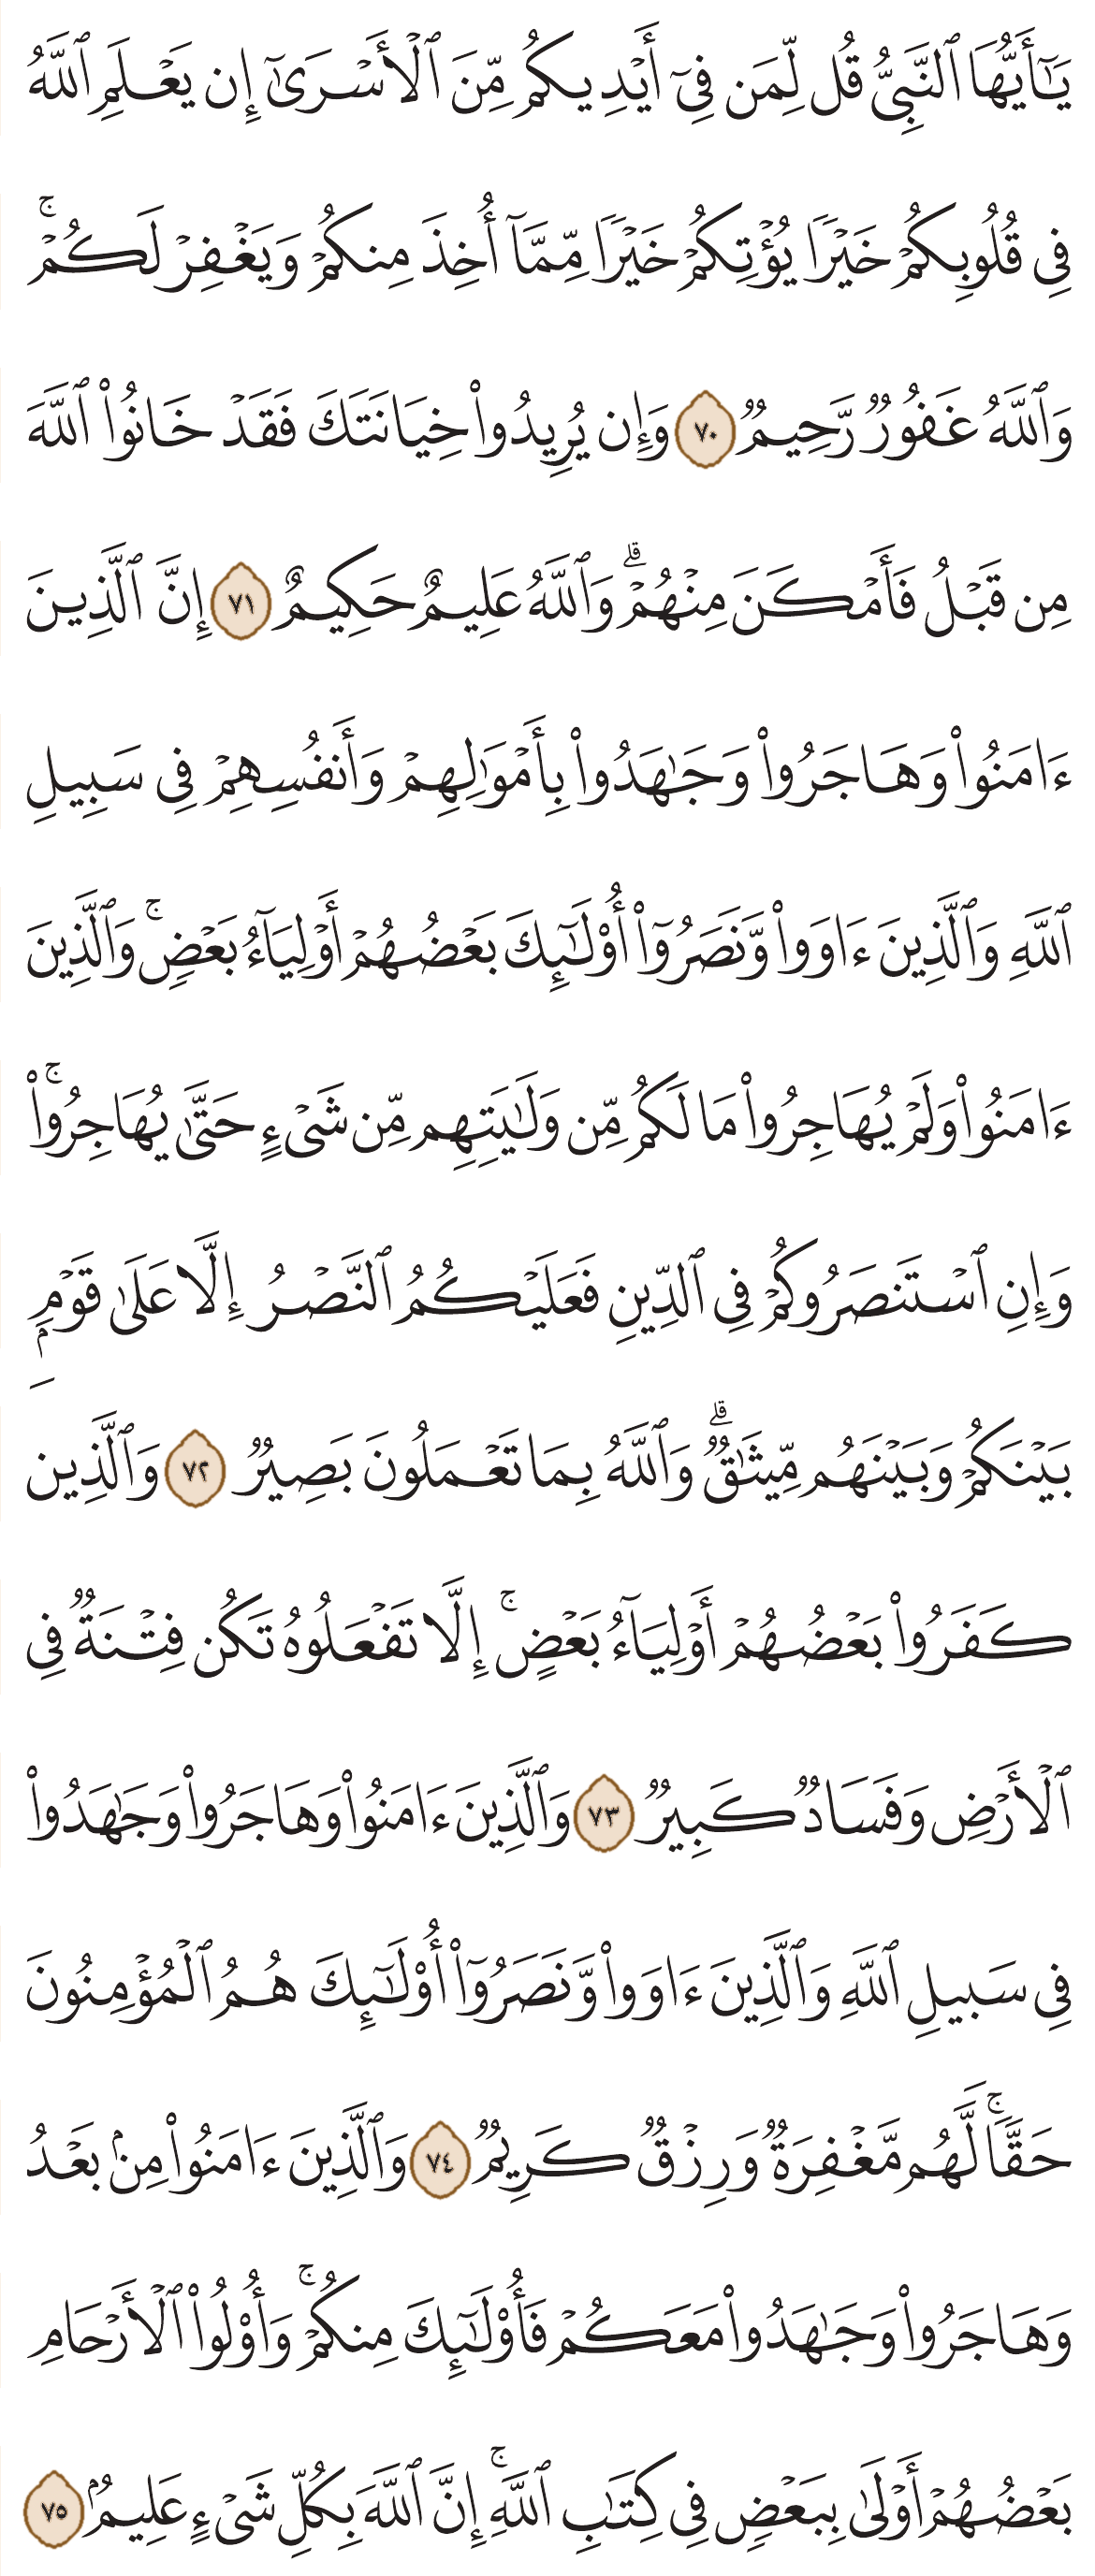 يَـٰٓأَيُّهَا ٱلنَّبِىُّ قُل لِّمَن فِىٓ أَيْدِيكُم مِّنَ ٱلْأَسْرَىٰٓ إِن يَعْلَمِ ٱللَّهُ
فِى قُلُوبِكُمْ خَيْرًا يُؤْتِكُمْ خَيْرًا مِّمَّآ أُخِذَ مِنكُمْ وَيَغْفِرْ لَكُمْ ۚ
وَٱللَّهُ غَفُورٌ رَّحِيمٌ ٧٠ وَإِن يُرِيدُوا۟ خِيَانَتَكَ فَقَدْ خَانُوا۟ ٱللَّهَ
مِن قَبْلُ فَأَمْكَنَ مِنْهُمْ ۗ وَٱللَّهُ عَلِيمٌ حَكِيمٌ ٧١ إِنَّ ٱلَّذِينَ
ءَامَنُوا۟ وَهَاجَرُوا۟ وَجَـٰهَدُوا۟ بِأَمْوَٰلِهِمْ وَأَنفُسِهِمْ فِى سَبِيلِ
ٱللَّهِ وَٱلَّذِينَ ءَاوَوا۟ وَّنَصَرُوٓا۟ أُو۟لَـٰٓئِكَ بَعْضُهُمْ أَوْلِيَآءُ بَعْضٍ ۚ وَٱلَّذِينَ
ءَامَنُوا۟ وَلَمْ يُهَاجِرُوا۟ مَا لَكُم مِّن وَلَـٰيَتِهِم مِّن شَىْءٍ حَتَّىٰ يُهَاجِرُوا۟ ۚ
وَإِنِ ٱسْتَنصَرُوكُمْ فِى ٱلدِّينِ فَعَلَيْكُمُ ٱلنَّصْرُ إِلَّا عَلَىٰ قَوْمٍۭ
بَيْنَكُمْ وَبَيْنَهُم مِّيثَـٰقٌ ۗ وَٱللَّهُ بِمَا تَعْمَلُونَ بَصِيرٌ ٧٢ وَٱلَّذِين
كَفَرُوا۟ بَعْضُهُمْ أَوْلِيَآءُ بَعْضٍ ۚ إِلَّا تَفْعَلُوهُ تَكُن فِتْنَةٌ فِى
ٱلْأَرْضِ وَفَسَادٌ كَبِيرٌ ٧٣ وَٱلَّذِينَ ءَامَنُوا۟ وَهَاجَرُوا۟ وَجَـٰهَدُوا۟
فِى سَبِيلِ ٱللَّهِ وَٱلَّذِينَ ءَاوَوا۟ وَّنَصَرُوٓا۟ أُو۟لَـٰٓئِكَ هُمُ ٱلْمُؤْمِنُونَ
حَقًّا ۚ لَّهُم مَّغْفِرَةٌ وَرِزْقٌ كَرِيمٌ ٧٤ وَٱلَّذِينَ ءَامَنُوا۟ مِنۢ بَعْدُ
وَهَاجَرُوا۟ وَجَـٰهَدُوا۟ مَعَكُمْ فَأُو۟لَـٰٓئِكَ مِنكُمْ ۚ وَأُو۟لُوا۟ ٱلْأَرْحَامِ
بَعْضُهُمْ أَوْلَىٰ بِبَعْضٍ فِى كِتَـٰبِ ٱللَّهِ ۚ إِنَّ ٱللَّهَ بِكُلِّ شَىْءٍ عَلِيمٌۢ ٧٥